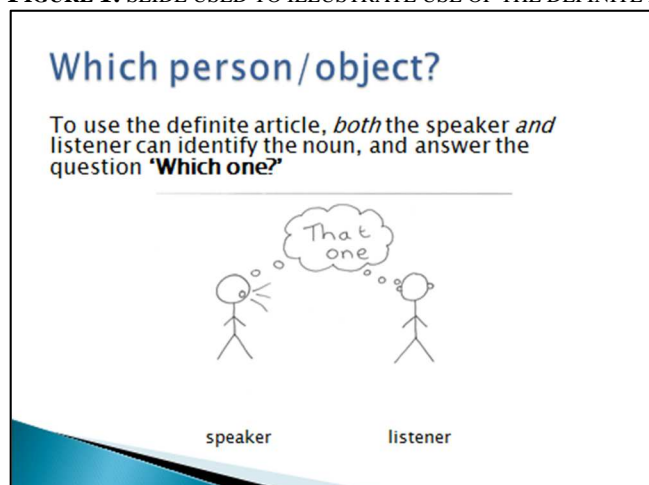 FIGURE 1. SLIDE USED TO ILLUSTRATE USE OF THE DEFINITE
Which person/object?
To use the definite article, both the speaker and
listener can identify the noun, and answer the
question ‘Which one?’
That
one
speaker
listener